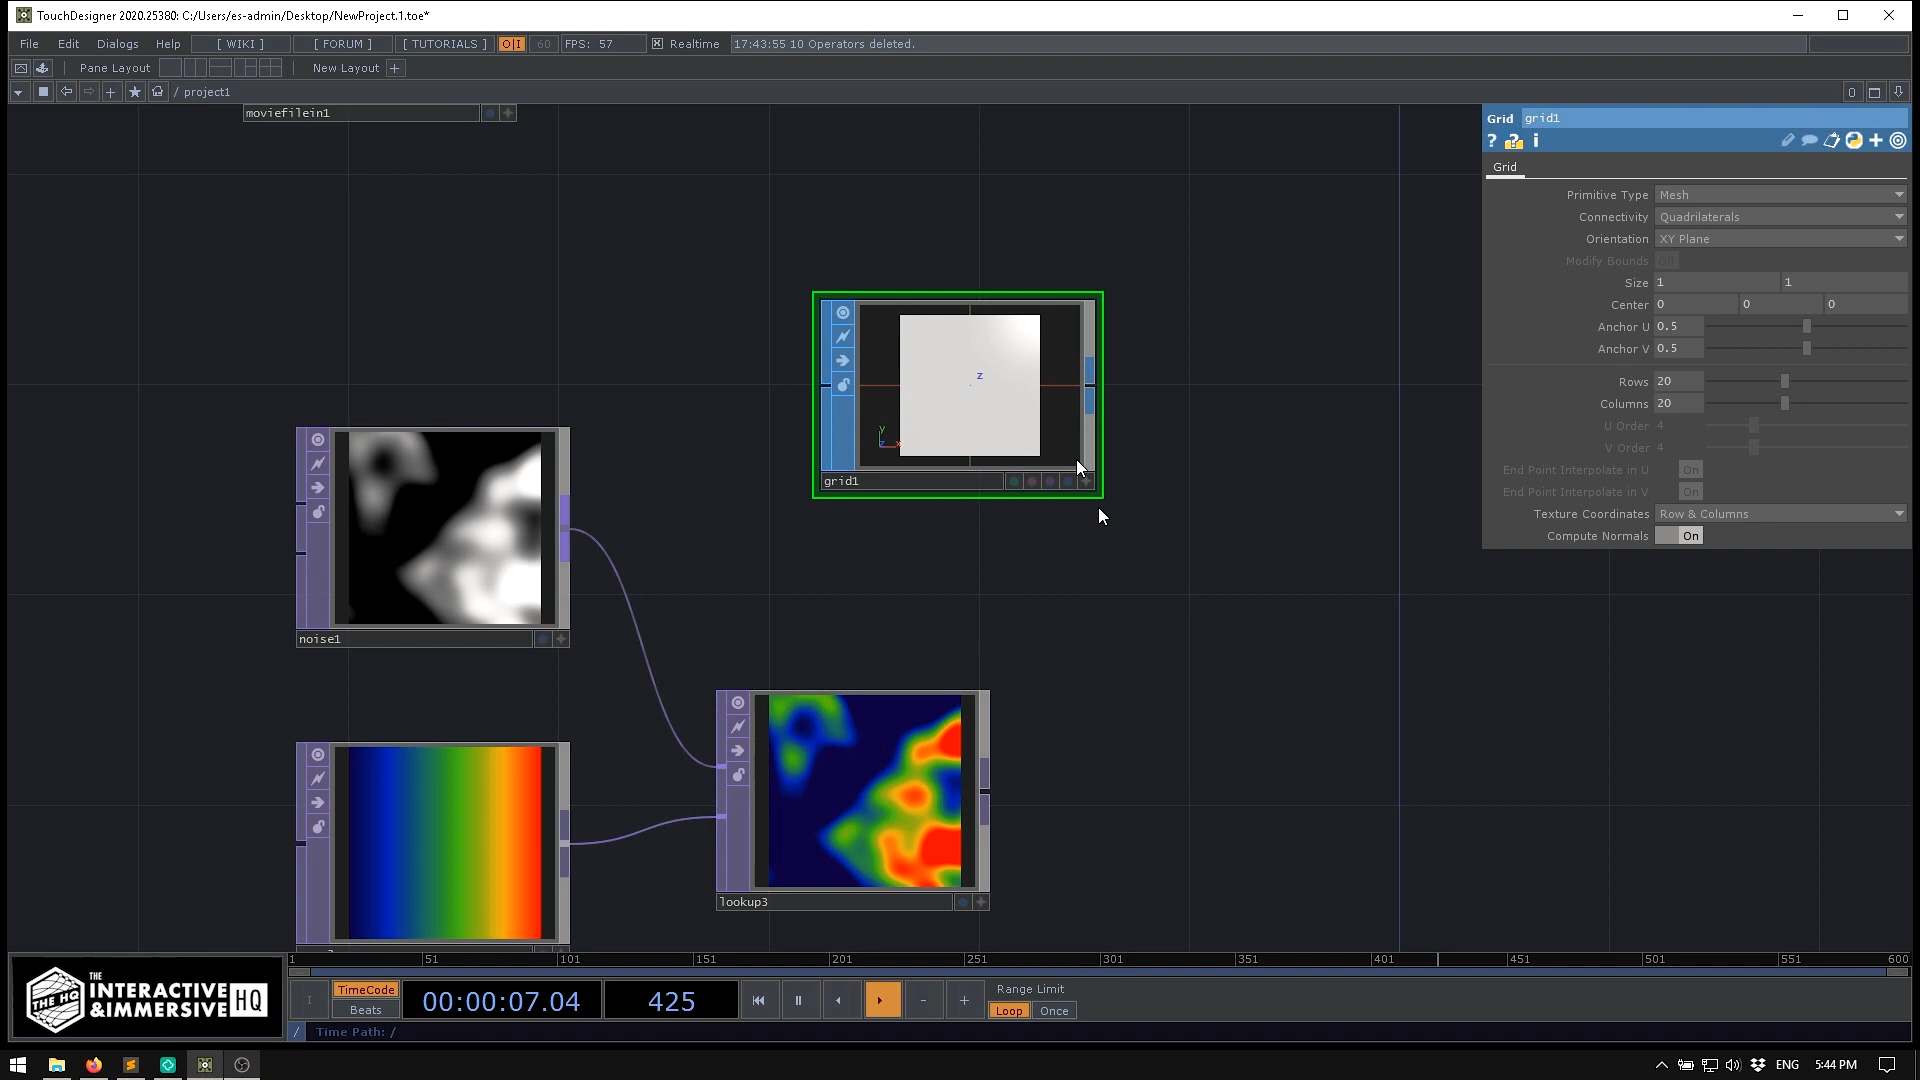 TouchDesigner 2020.25380: C:/Users/es-admin/Desktop/NewProject.1.toe*
File Edit Dialogs Help [ WIKI ] [ FORUM ] [ TUTORIALS ] O|I 60 FPS: 57 Realtime 17:43:55 10 Operators deleted.
Pane Layout New Layout +
/ project1 0
moviefilein1
Grid grid1
? ? i
Grid
Primitive Type Mesh
Connectivity Quadrilaterals
Orientation XY Plane
Modify Bounds Off
Size 1 1
Center 0 0 0
Anchor U 0.5
Anchor V 0.5
Rows 20
Columns 20
U Order 4
V Order 4
End Point Interpolate in U On
End Point Interpolate in V On
Texture Coordinates Row & Columns
Compute Normals On
z
y
z x
grid1
noise1
lookup3
1 51 101 151 201 251 301 351 401 451 501 551 600
THE HQ
THE
INTERACTIVE
& IMMERSIVE HQ
I TimeCode
Beats
00:00:07.04 425
- +
Range Limit
Loop Once
/ Time Path: /
ENG 5:44 PM